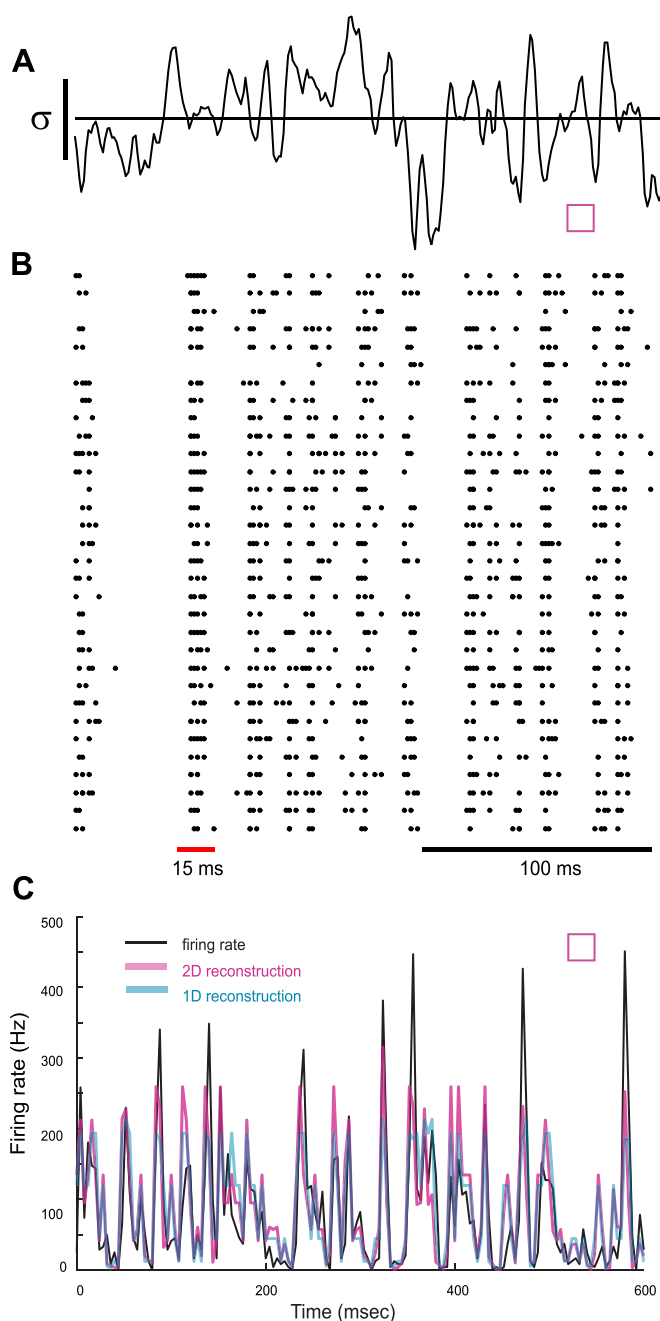 A
σ
B
15 ms
100 ms
C
500
400
300
200
100
0
firing rate
2D reconstruction
1D reconstruction
Firing rate (Hz)
0
200
400
600
Time (msec)